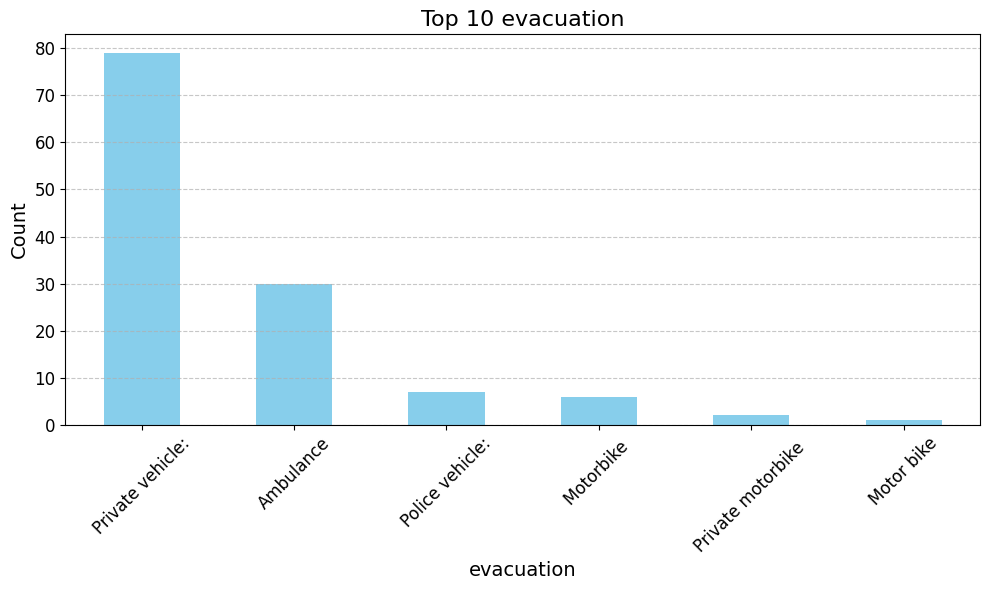 Top 10 evacuation
Count
80
70
60
50
40
30
20
10
0
Private vehicle:
Ambulance
Police vehicle:
Motorbike
Private motorbike
Motor bike
evacuation